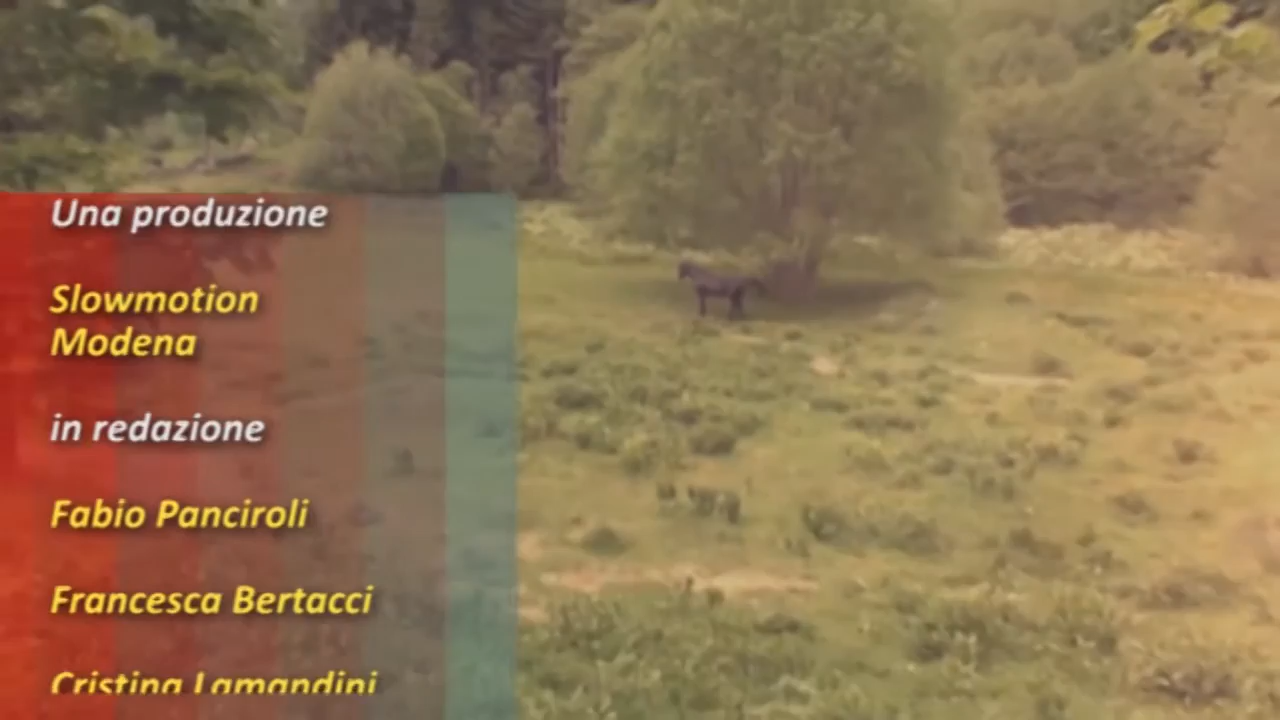 Una produzione
Slowmotion
Modena
in redazione
Fabio Panciroli
Francesca Bertacci
Cristina Lamandini